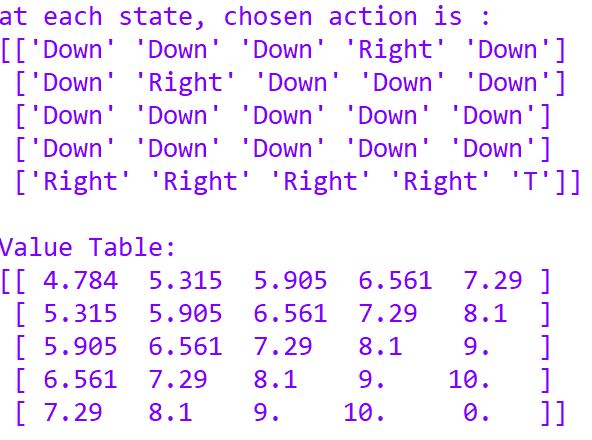 at each state, chosen action is :
[['Down' 'Down' 'Down' 'Right' 'Down']
 ['Down' 'Right' 'Down' 'Down' 'Down']
 ['Down' 'Down' 'Down' 'Down' 'Down']
 ['Down' 'Down' 'Down' 'Down' 'Down']
 ['Right' 'Right' 'Right' 'Right' 'T']]

Value Table:
[[ 4.784  5.315  5.905  6.561  7.29 ]
 [ 5.315  5.905  6.561  7.29   8.1  ]
 [ 5.905  6.561  7.29   8.1    9.   ]
 [ 6.561  7.29   8.1    9.    10.   ]
 [ 7.29   8.1    9.    10.     0.   ]]